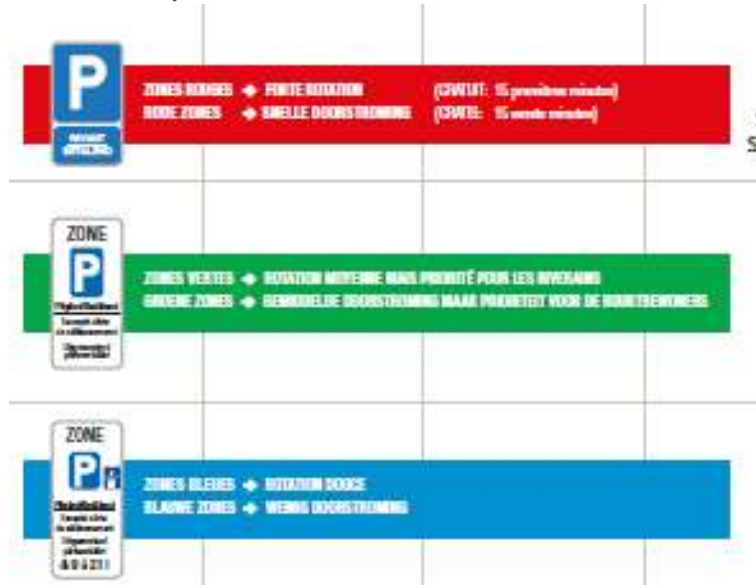 P
ZONES ROUGES → FORTE ROTATION (GRATUIT: 15 premières minutes)
RODE ZONES → SNELLE DOORSTROMING (GRATIS: 15 eerste minuten)
S
ZONE
P
ZONES VERTES → ROTATION MOYENNE MAIS PRIORITÉ POUR LES RIVERAINS
GROENE ZONES → GEMIDDELDE DOORSTROMING MAAR PRIORITEIT VOOR DE BUURTBEWONERS
ZONE
P
ZONES BLEUES → ROTATION DOUCE
BLAUWE ZONES → WEINIG DOORSTROMING